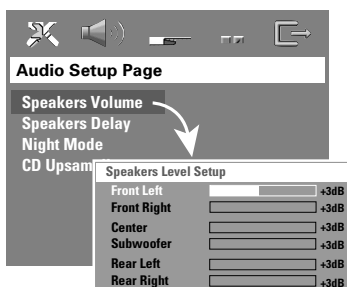 Audio Setup Page
Speakers Volume
Speakers Delay
Night Mode
CD Upsam
Speakers Level Setup
Front Left +3dB
Front Right +3dB
Center +3dB
Subwoofer +3dB
Rear Left +3dB
Rear Right +3dB